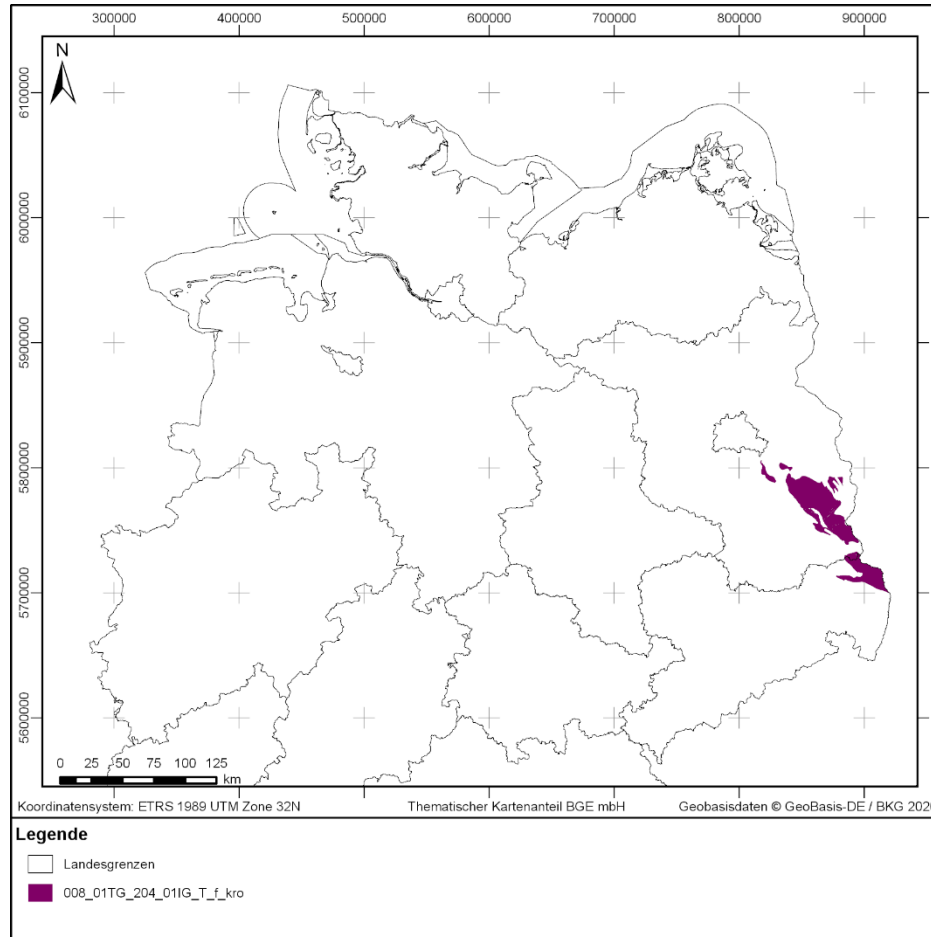 300000 400000 500000 600000 700000 800000 900000
N
6100000
6000000
5900000
5800000
5700000
5600000
0 25 50 75 100 125
km
Koordinatensystem: ETRS 1989 UTM Zone 32N Thematischer Kartenanteil BGE mbH Geobasisdaten © GeoBasis-DE / BKG 2020
Legende
Landesgrenzen
008_01TG_204_01IG_T_f_kro